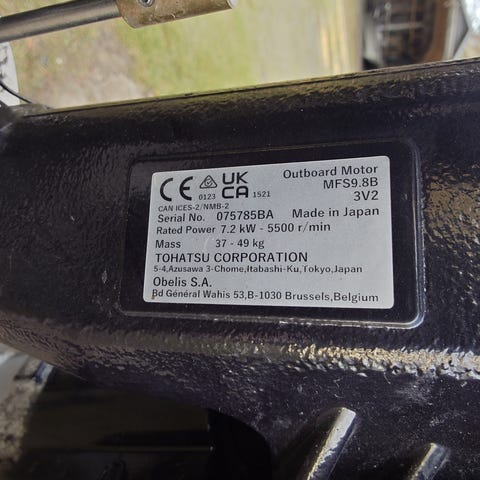 CE 0123 UK CA 1521
Outboard Motor
MFS9.8B
3V2
CAN ICES-2/NMB-2
Serial No. 075785BA Made in Japan
Rated Power 7.2 kW - 5500 r/min
Mass 37 - 49 kg
TOHATSU CORPORATION
5-4,Azusawa 3-Chome,Itabashi-Ku,Tokyo,Japan
Obelis S.A.
Bd Général Wahis 53,B-1030 Brussels,Belgium